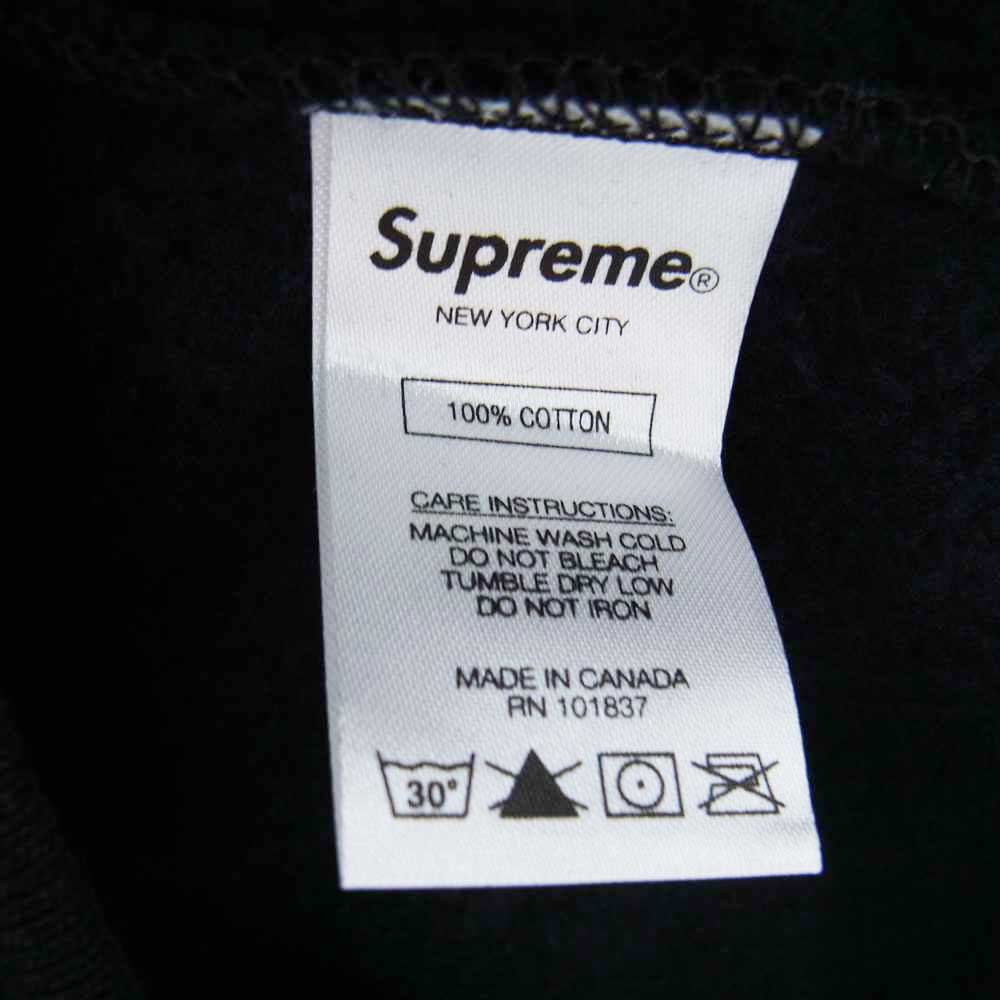 Supreme®
NEW YORK CITY
100% COTTON
CARE INSTRUCTIONS:
MACHINE WASH COLD
DO NOT BLEACH
TUMBLE DRY LOW
DO NOT IRON
MADE IN CANADA
RN 101837
30°